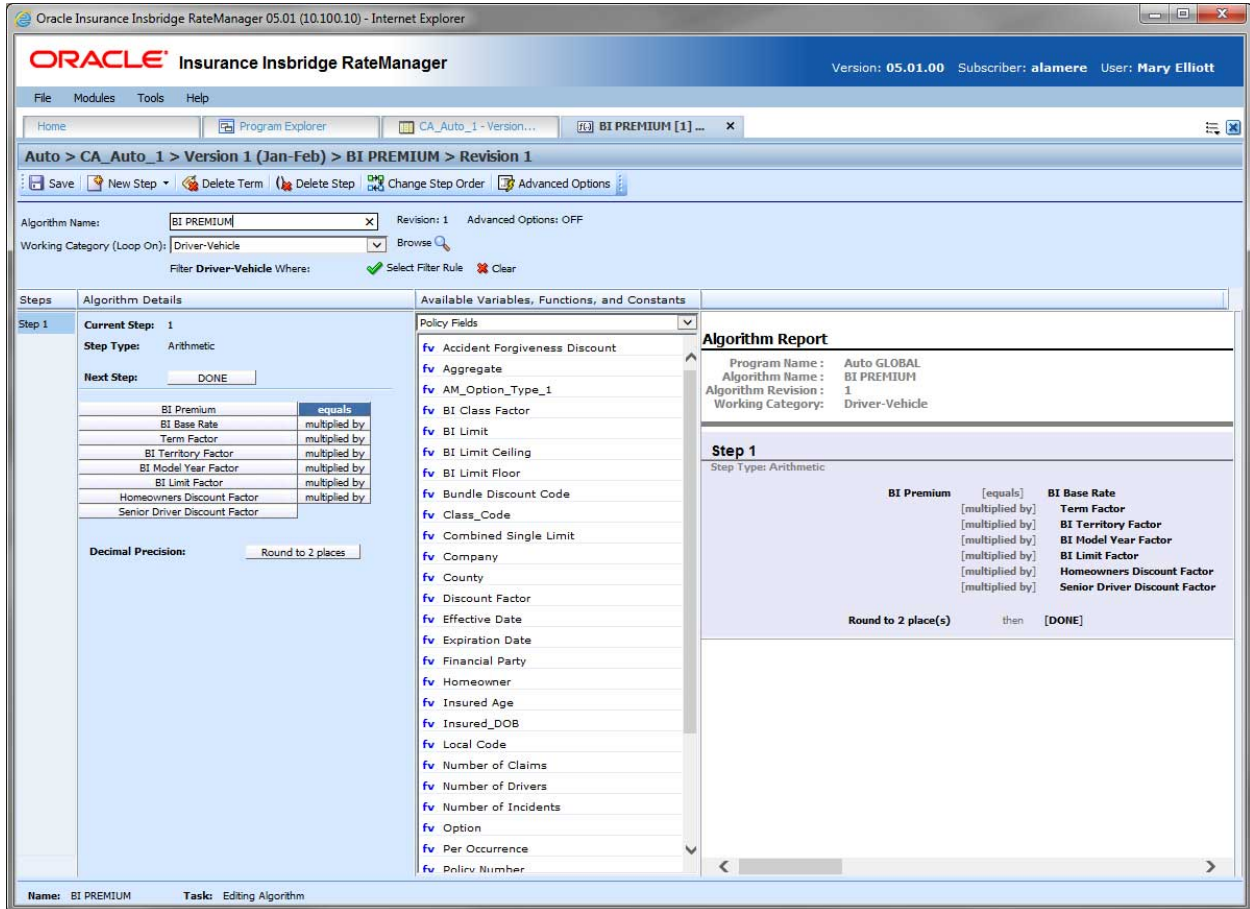 Oracle Insurance Insbridge RateManager 05.01 (10.100.10) - Internet Explorer
ORACLE® Insurance Insbridge RateManager
Version: 05.01.00 Subscriber: alamere User: Mary Elliott
File Modules Tools Help
Home Program Explorer CA_Auto_1 - Version... f(x) BI PREMIUM [1] ... X
Auto > CA_Auto_1 > Version 1 (Jan-Feb) > BI PREMIUM > Revision 1
Save New Step Delete Term Delete Step Change Step Order Advanced Options
Algorithm Name: BI PREMIUM x Revision: 1 Advanced Options: OFF
Working Category (Loop On): Driver-Vehicle Browse
Filter Driver-Vehicle Where: Select Filter Rule Clear
Steps Algorithm Details Available Variables, Functions, and Constants
Step 1
Current Step: 1
Step Type: Arithmetic
Next Step: DONE
BI Premium equals
BI Base Rate multiplied by
Term Factor multiplied by
BI Territory Factor multiplied by
BI Model Year Factor multiplied by
BI Limit Factor multiplied by
Homeowners Discount Factor multiplied by
Senior Driver Discount Factor
Decimal Precision: Round to 2 places
Policy Fields
fv Accident Forgiveness Discount
fv Aggregate
fv AM_Option_Type_1
fv BI Class Factor
fv BI Limit
fv BI Limit Ceiling
fv BI Limit Floor
fv Bundle Discount Code
fv Class_Code
fv Combined Single Limit
fv Company
fv County
fv Discount Factor
fv Effective Date
fv Expiration Date
fv Financial Party
fv Homeowner
fv Insured Age
fv Insured_DOB
fv Local Code
fv Number of Claims
fv Number of Drivers
fv Number of Incidents
fv Option
fv Per Occurrence
fv Policy Number
Algorithm Report
Program Name : Auto GLOBAL
Algorithm Name : BI PREMIUM
Algorithm Revision : 1
Working Category: Driver-Vehicle
Step 1
Step Type: Arithmetic
BI Premium [equals] BI Base Rate
[multiplied by] Term Factor
[multiplied by] BI Territory Factor
[multiplied by] BI Model Year Factor
[multiplied by] BI Limit Factor
[multiplied by] Homeowners Discount Factor
[multiplied by] Senior Driver Discount Factor
Round to 2 place(s) then [DONE]
Name: BI PREMIUM Task: Editing Algorithm